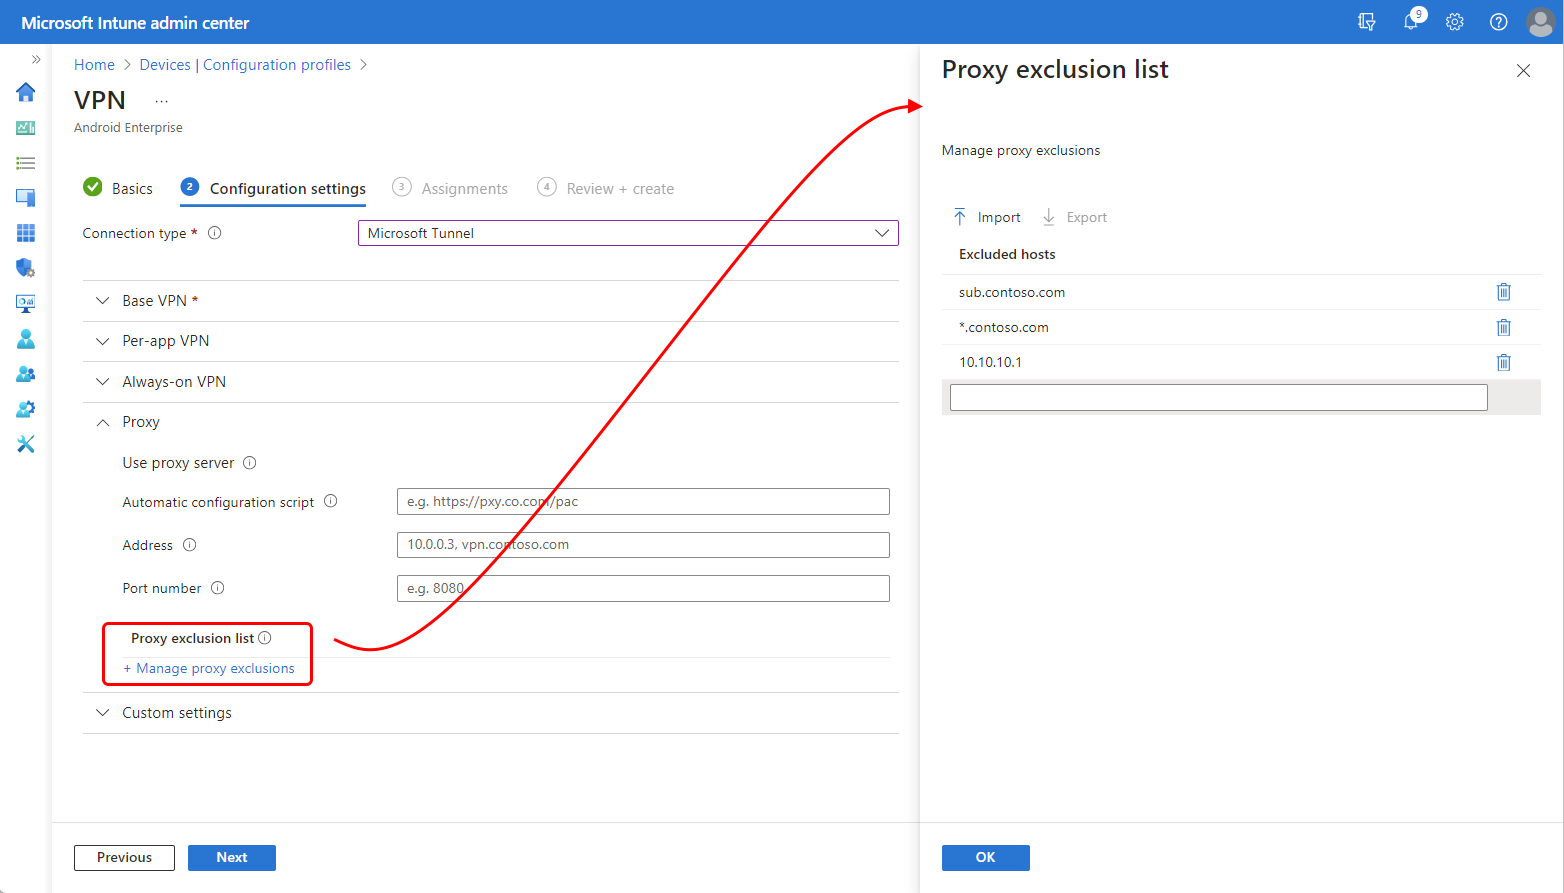 Microsoft Intune admin center
9
Home > Devices | Configuration profiles >
VPN ...
Android Enterprise
Basics
2 Configuration settings
3 Assignments
4 Review + create
Connection type *
Microsoft Tunnel
Base VPN *
Per-app VPN
Always-on VPN
Proxy
Use proxy server
Automatic configuration script
e.g. https://pxy.co.com/pac
Address
10.0.0.3, vpn.contoso.com
Port number
e.g. 8080
Proxy exclusion list
+ Manage proxy exclusions
Custom settings
Previous
Next
Proxy exclusion list
Manage proxy exclusions
Import
Export
Excluded hosts
sub.contoso.com
*.contoso.com
10.10.10.1
OK